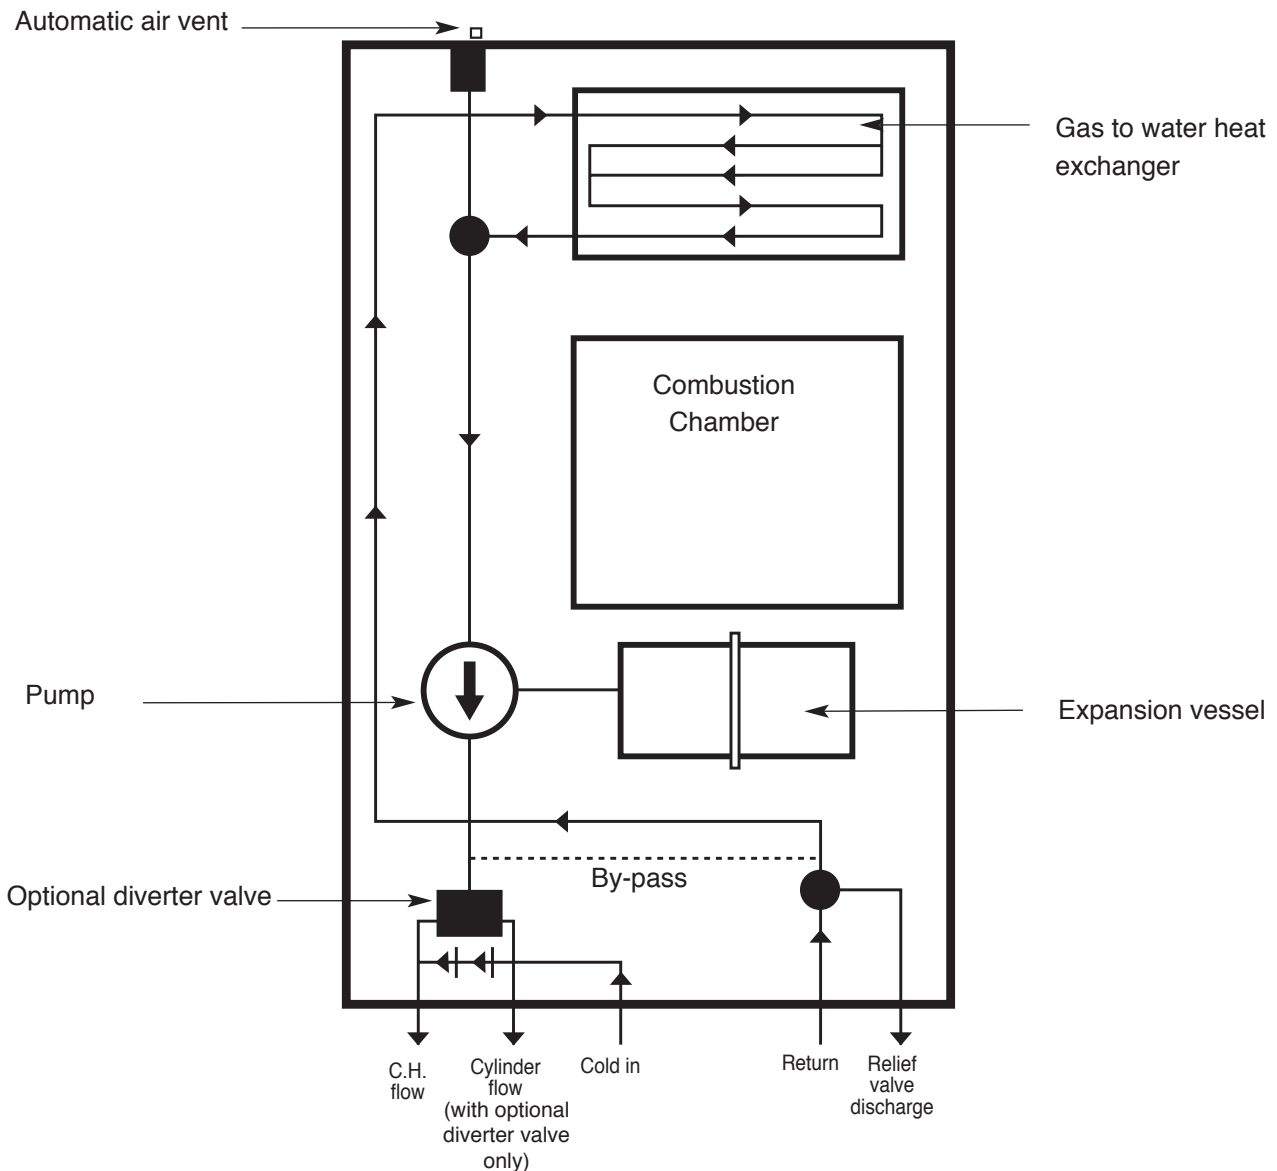 Automatic air vent
Gas to water heat
exchanger
Combustion
Chamber
Pump
Expansion vessel
By-pass
Optional diverter valve
C.H.
flow
Cylinder
flow
(with optional
diverter valve
only)
Cold in
Return
Relief
valve
discharge